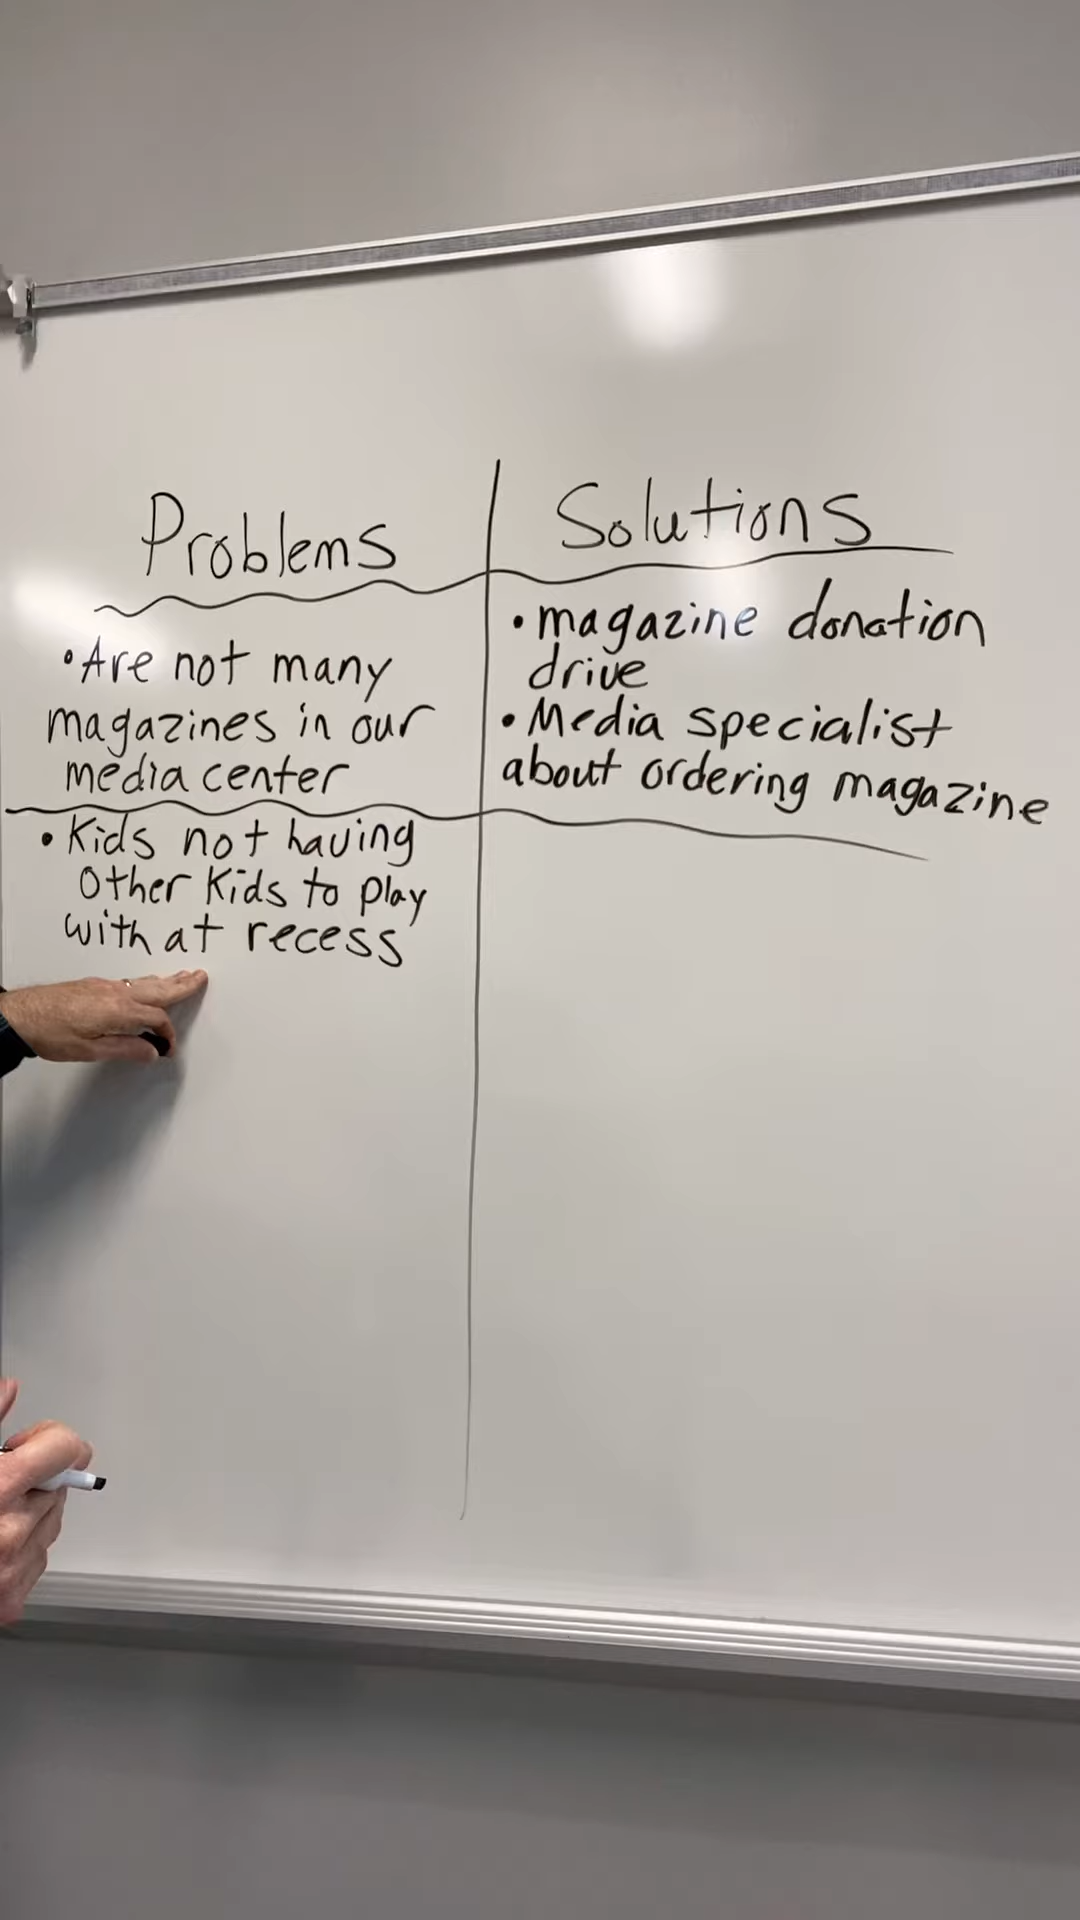 Problems
Solutions
• Are not many
magazines in our
media center
• magazine donation
drive
• Media specialist
about ordering magazine
• Kids not having
other kids to play
with at recess